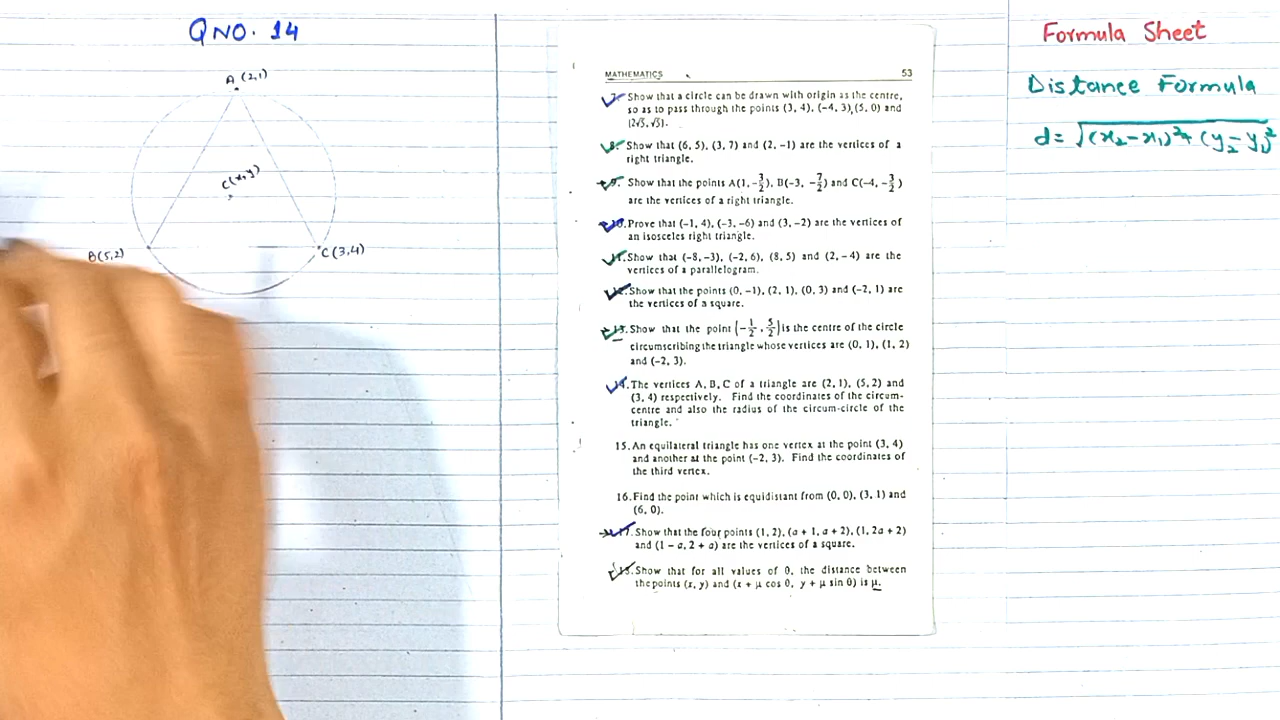 QNO. 14
A (2,1)
C(x,y)
B(5,2)
C (3,4)
MATHEMATICS 53
7. Show that a circle can be drawn with origin as the centre,
so as to pass through the points (3, 4), (−4, 3), (5, 0) and
(2√5, √5).
8. Show that (6, 5), (3, 7) and (2, −1) are the vertices of a
right triangle.
9. Show that the points A(1, −3/2), B(−3, −7/2) and C(−4, −3/2)
are the vertices of a right triangle.
10. Prove that (−1, 4), (−3, −6) and (3, −2) are the vertices of
an isosceles right triangle.
11. Show that (−8, −3), (−2, 6), (8, 5) and (2, −4) are the
vertices of a parallelogram.
12. Show that the points (0, −1), (2, 1), (0, 3) and (−2, 1) are
the vertices of a square.
13. Show that the point (−1/2, 5/2) is the centre of the circle
circumscribing the triangle whose vertices are (0, 1), (1, 2)
and (−2, 3).
14. The vertices A, B, C of a triangle are (2, 1), (5, 2) and
(3, 4) respectively. Find the coordinates of the circum-
centre and also the radius of the circum-circle of the
triangle.
15. An equilateral triangle has one vertex at the point (3, 4)
and another at the point (−2, 3). Find the coordinates of
the third vertex.
16. Find the point which is equidistant from (0, 0), (3, 1) and
(6, 0).
17. Show that the four points (1, 2), (a + 1, a + 2), (1, 2a + 2)
and (1 − a, 2 + a) are the vertices of a square.
18. Show that for all values of θ, the distance between
the points (x, y) and (x + μ cos θ, y + μ sin θ) is μ.
Formula Sheet
Distance Formula
d = √(x₂−x₁)²+(y₂−y₁)²